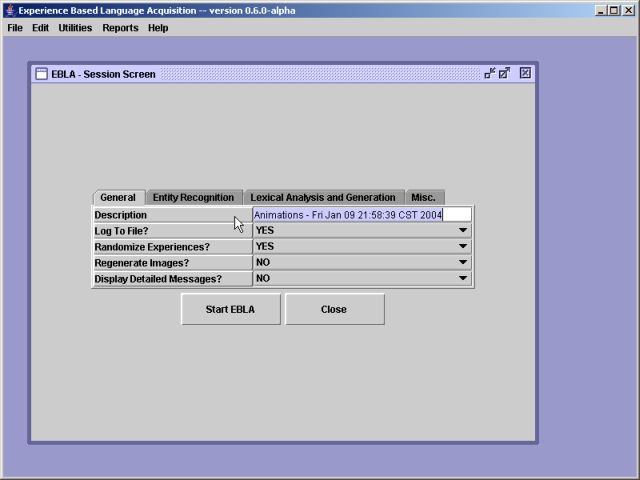 Experience Based Language Acquisition -- version 0.6.0-alpha
File Edit Utilities Reports Help
EBLA - Session Screen
General Entity Recognition Lexical Analysis and Generation Misc.
Description Animations - Fri Jan 09 21:58:39 CST 2004
Log To File? YES
Randomize Experiences? YES
Regenerate Images? NO
Display Detailed Messages? NO
Start EBLA Close